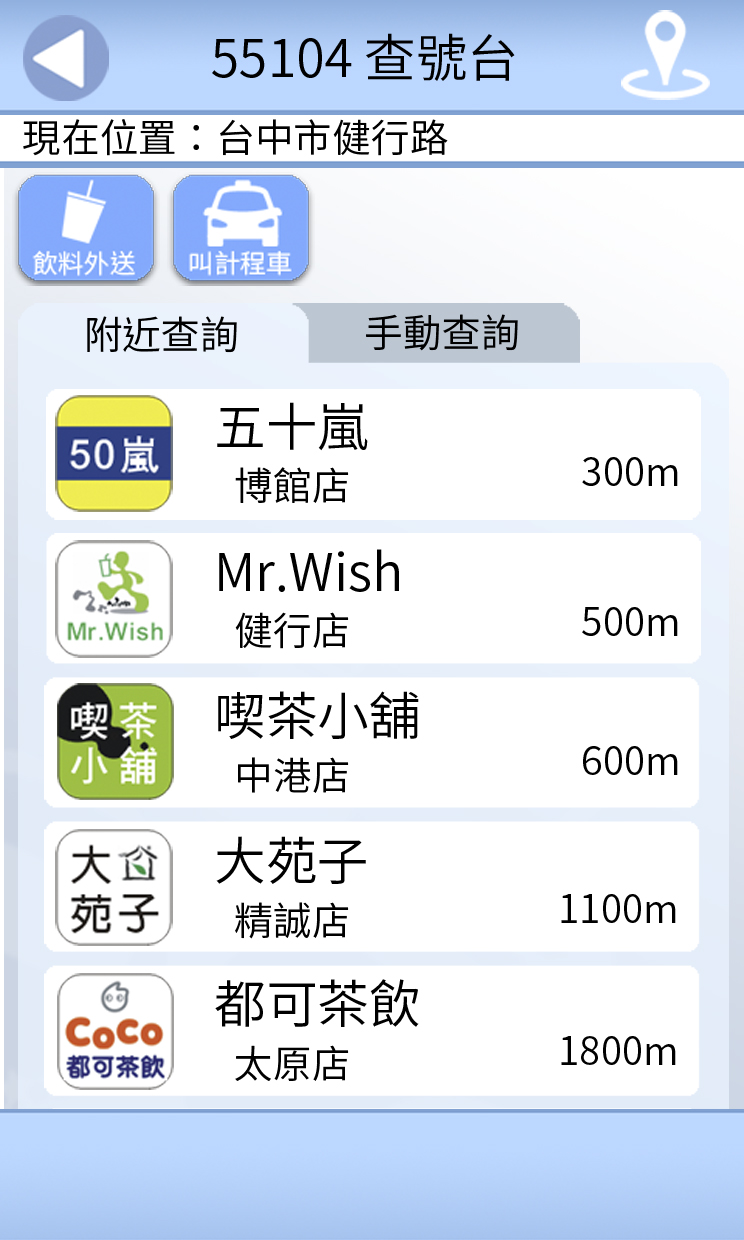 55104 查號台
現在位置：台中市健行路
飲料外送
叫計程車
附近查詢
手動查詢
50嵐
五十嵐
博館店
300m
Mr.Wish
Mr.Wish
健行店
500m
喫茶
小舖
喫茶小舖
中港店
600m
大
苑子
大苑子
精誠店
1100m
CoCo
都可茶飲
都可茶飲
太原店
1800m